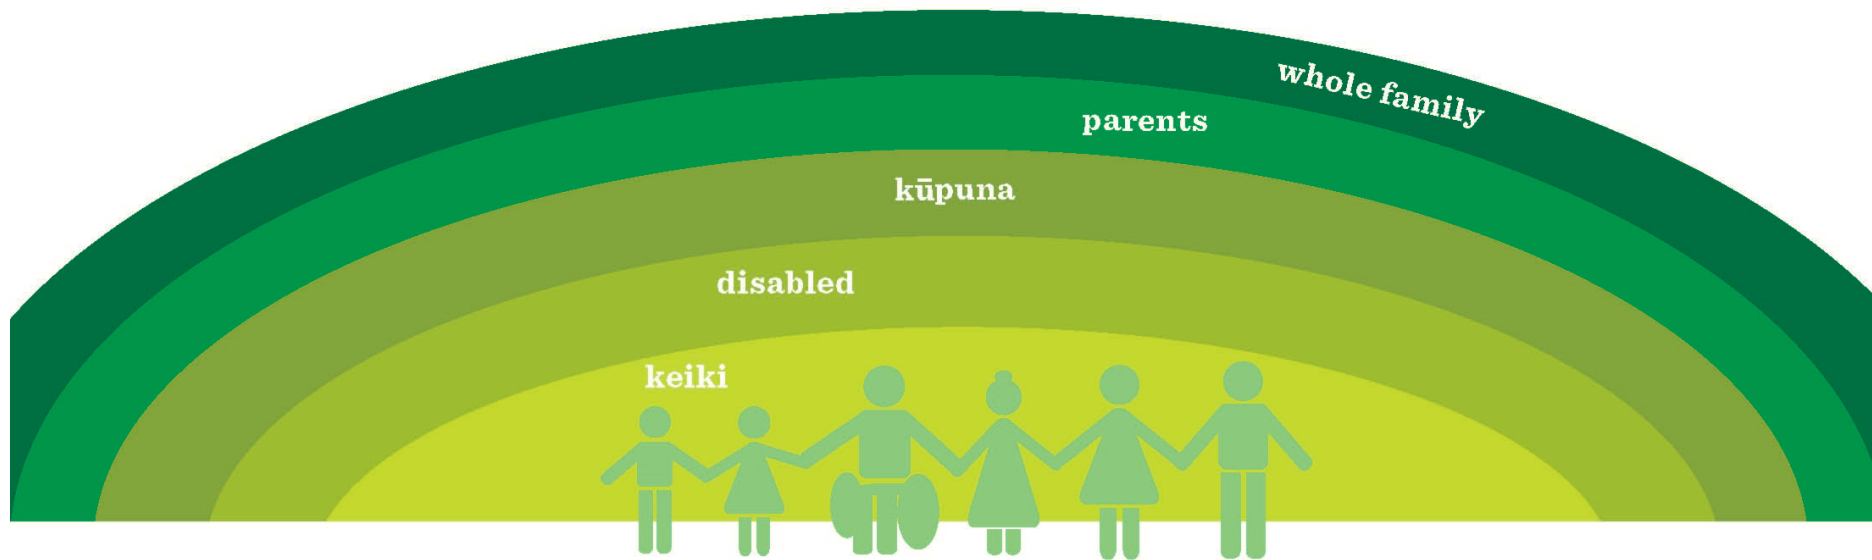 whole family
parents
kūpuna
disabled
keiki